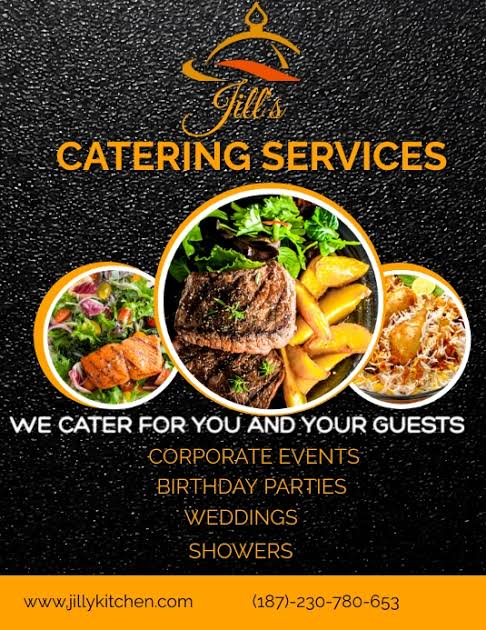 Jill's
CATERING SERVICES
WE CATER FOR YOU AND YOUR GUESTS
CORPORATE EVENTS
BIRTHDAY PARTIES
WEDDINGS
SHOWERS
www.jillykitchen.com (187)-230-780-653